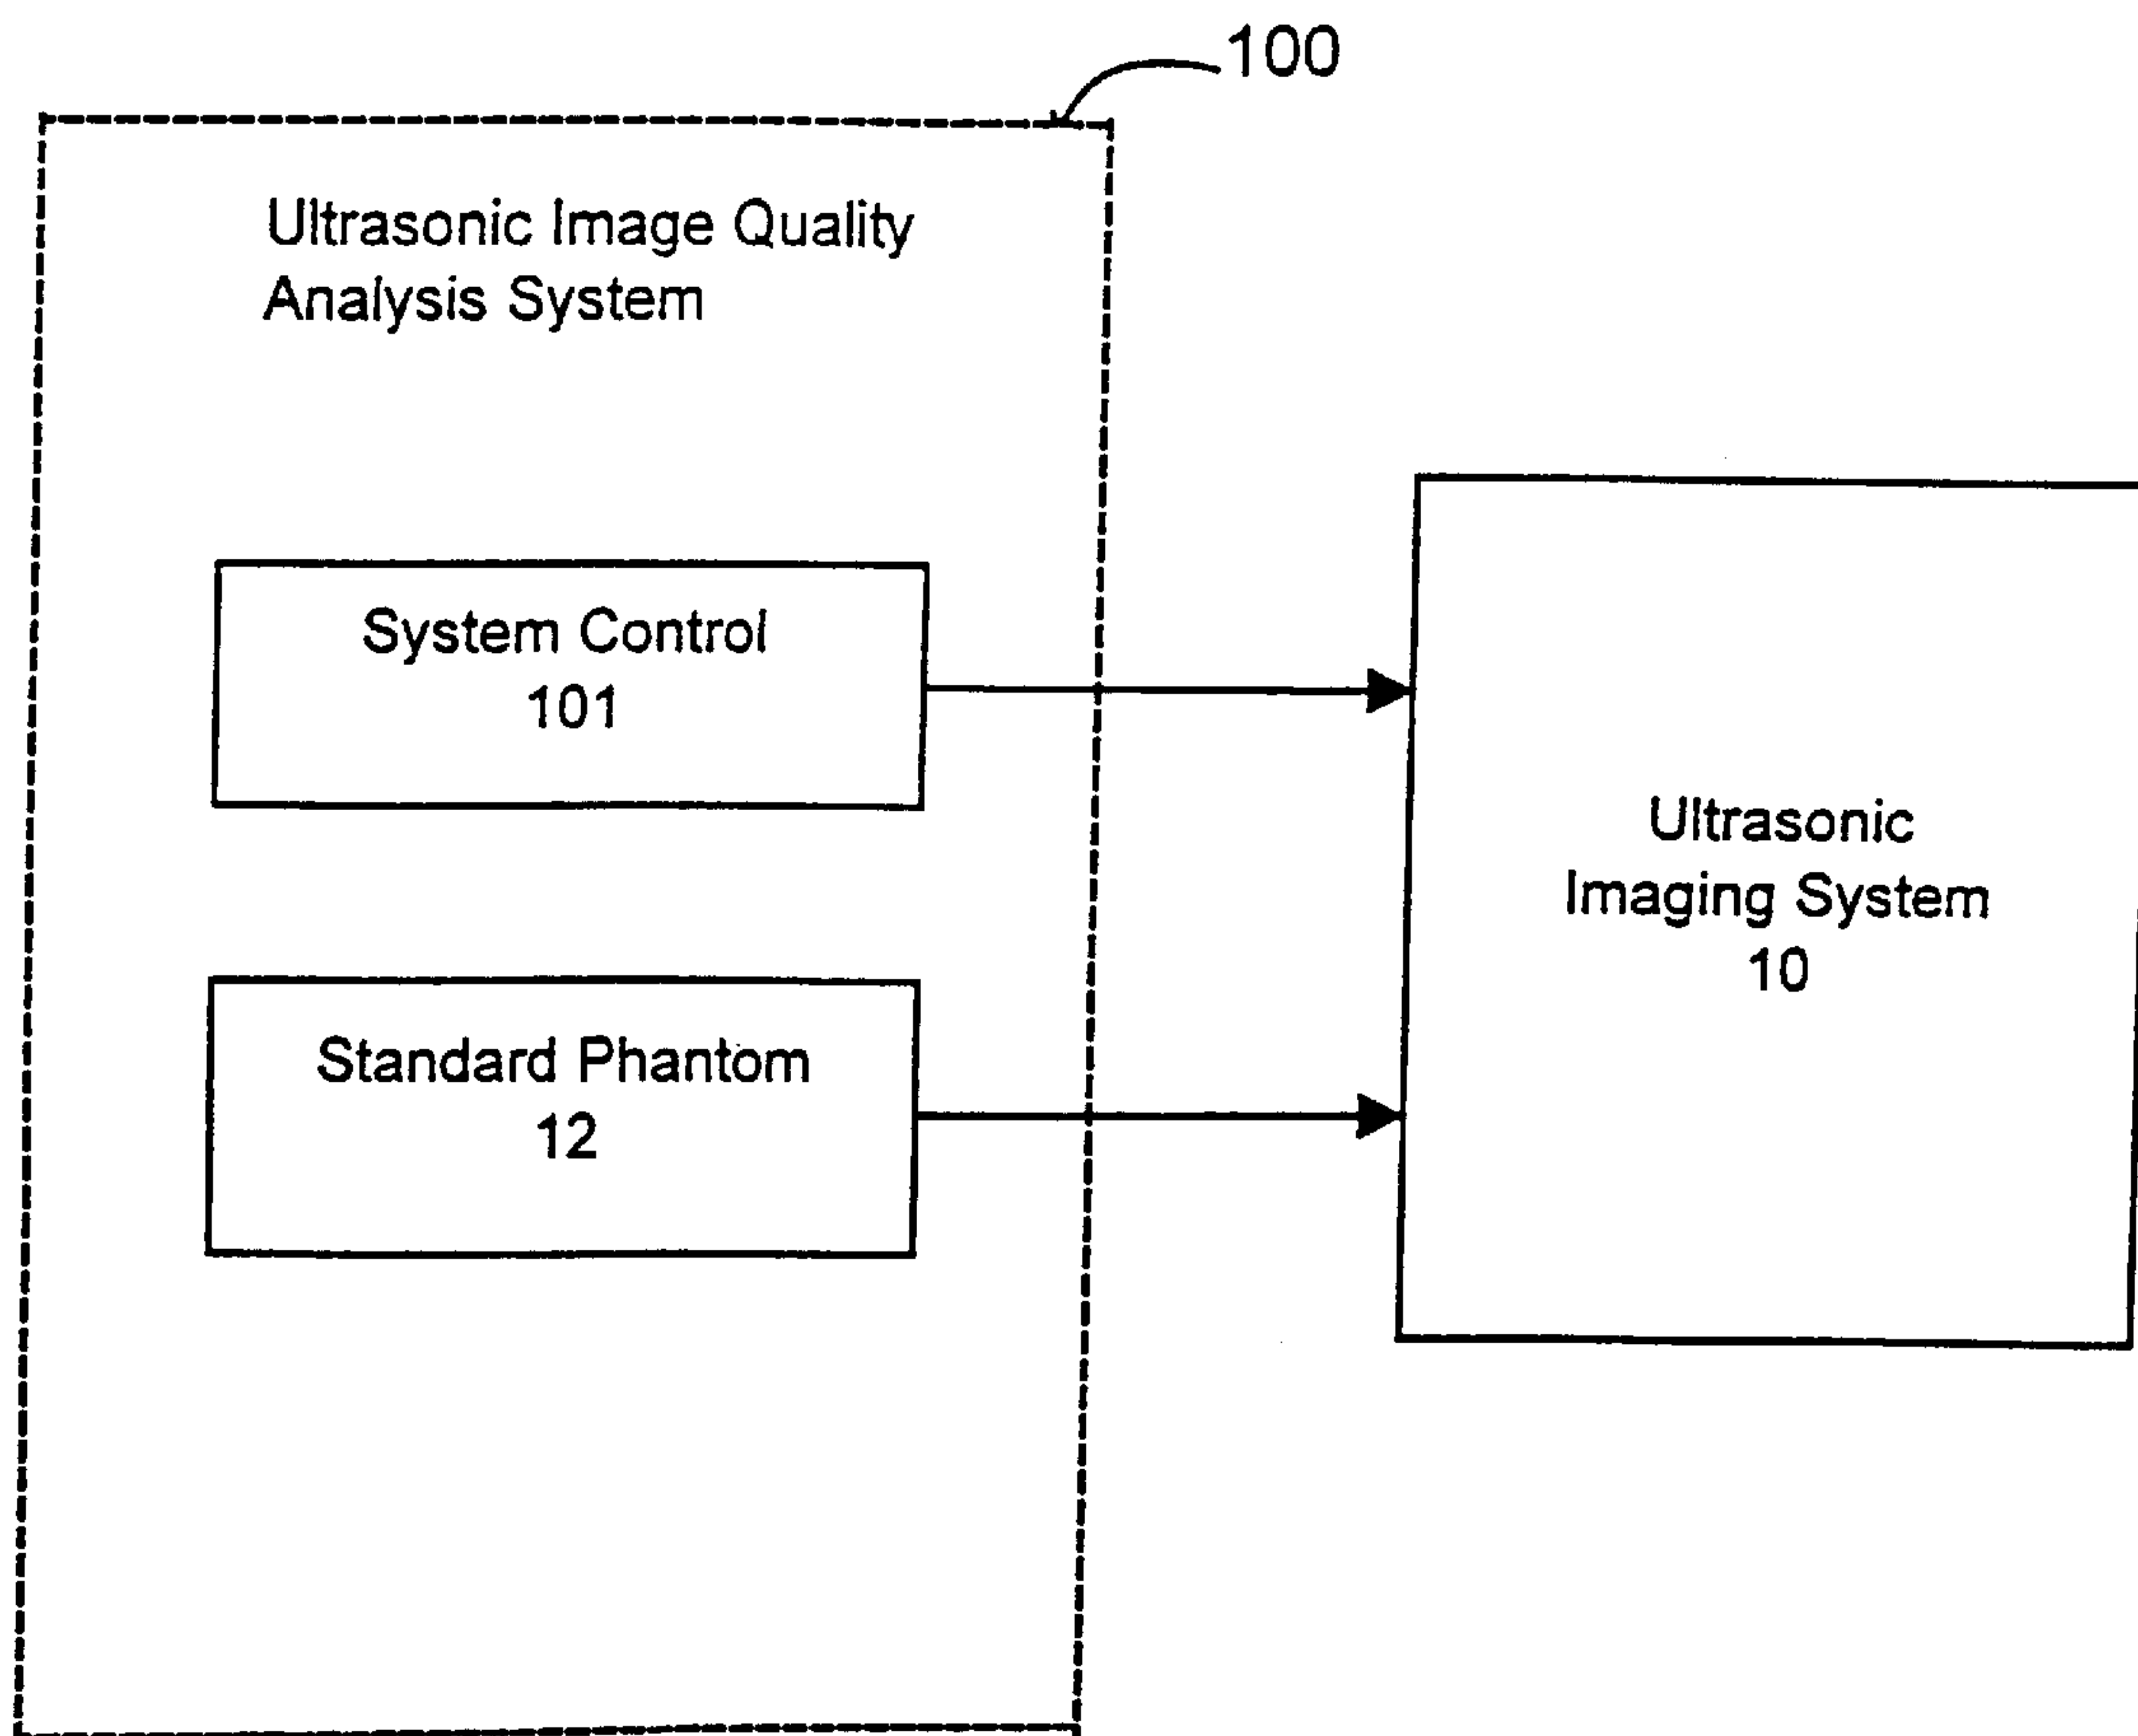 100
Ultrasonic Image Quality
Analysis System
System Control
101
Ultrasonic
Imaging System
10
Standard Phantom
12